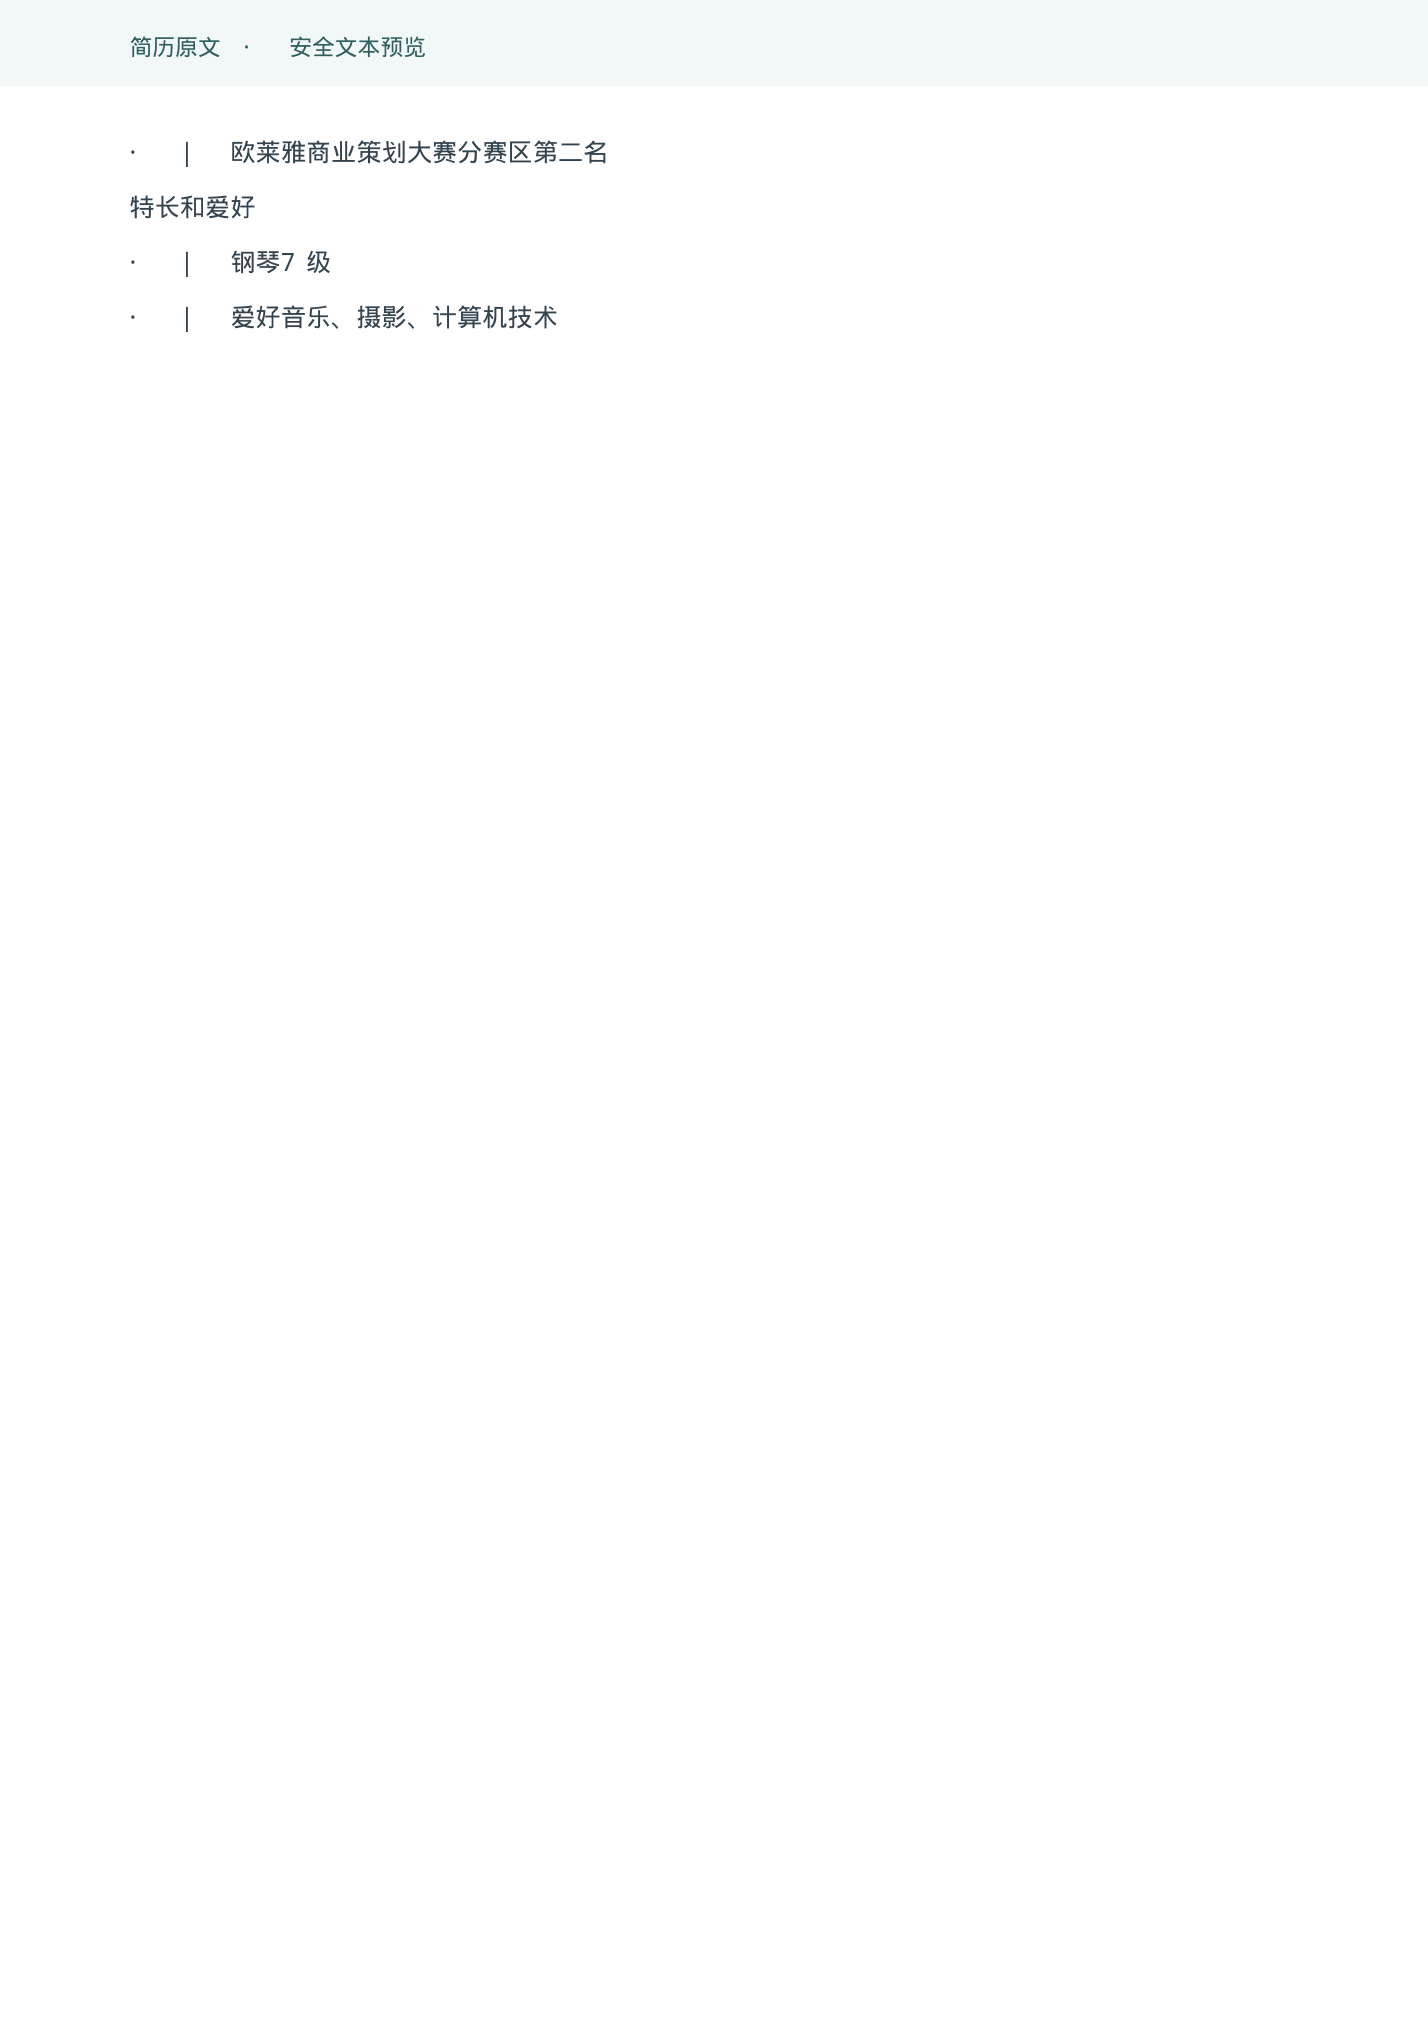 简历原文 · 安全文本预览
· | 欧莱雅商业策划大赛分赛区第二名
特长和爱好
· | 钢琴7 级
· | 爱好音乐、摄影、计算机技术